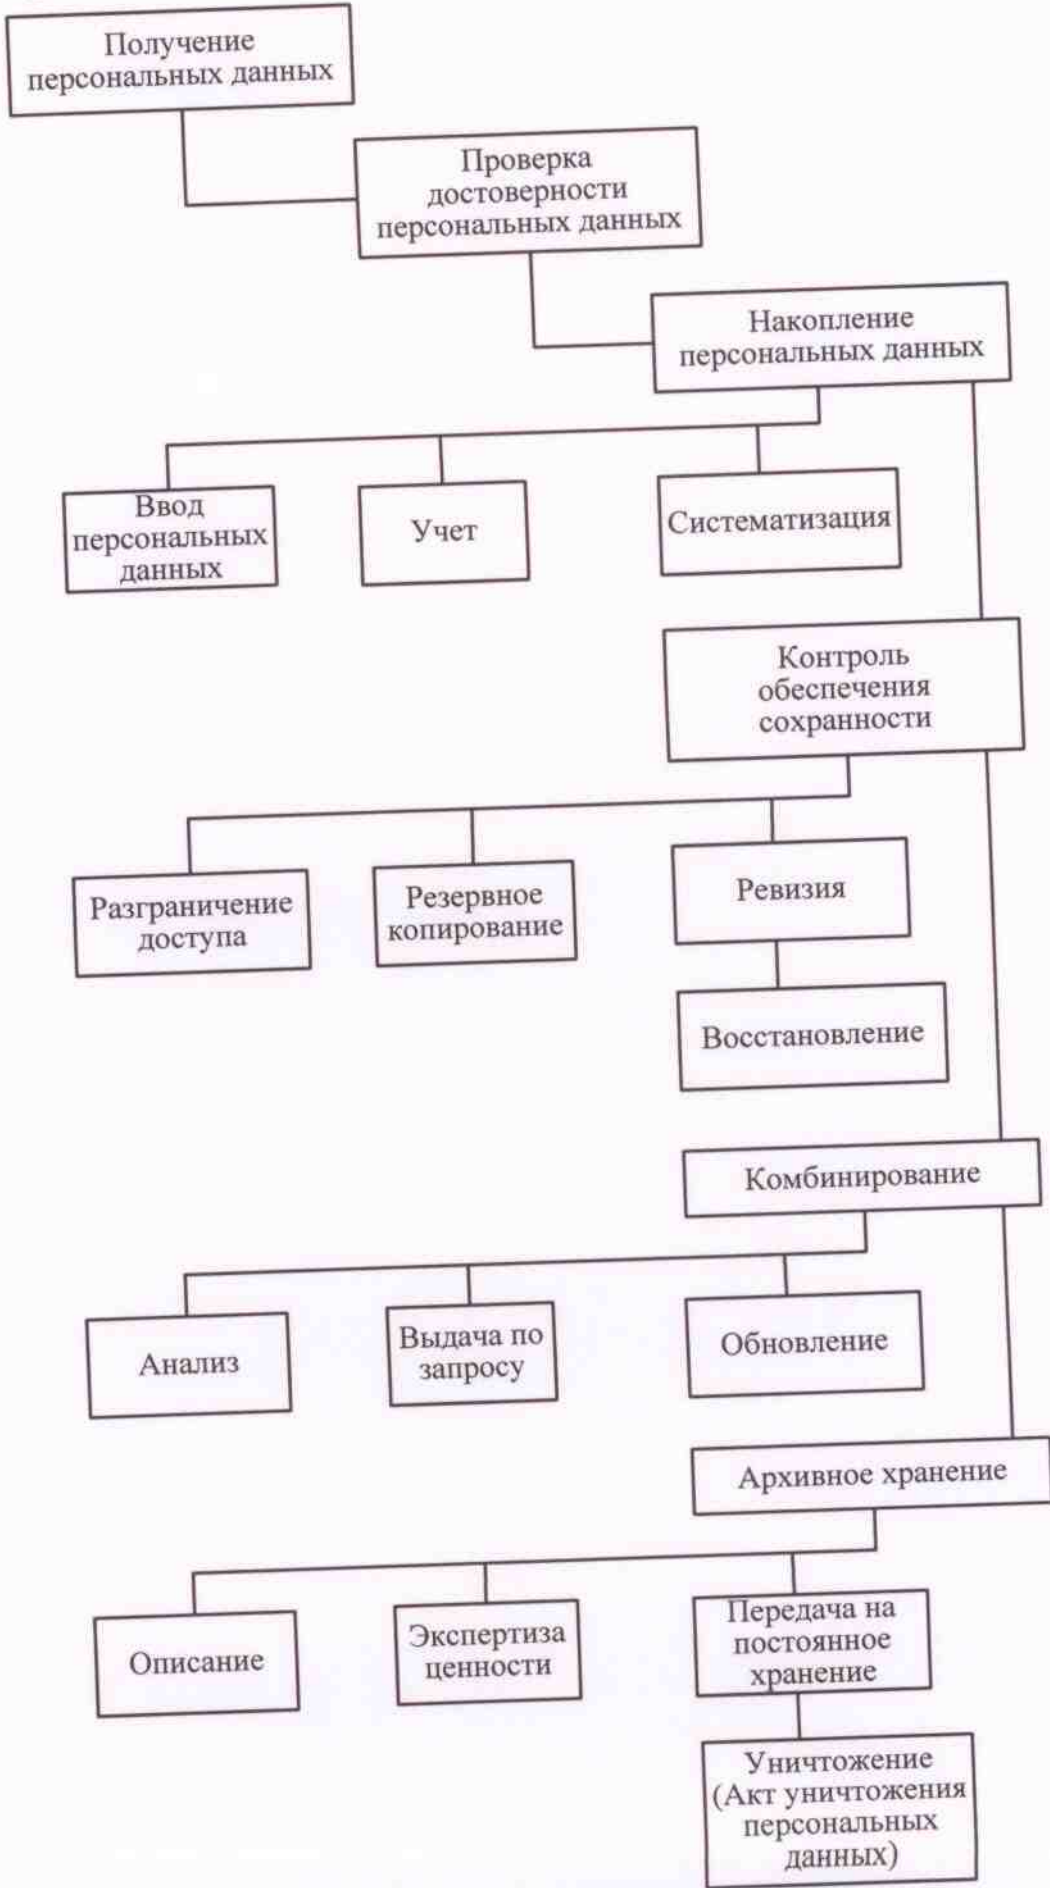 Получение
персональных данных
Проверка
достоверности
персональных данных
Накопление
персональных данных
Ввод
персональных
данных
Учет
Систематизация
Контроль
обеспечения
сохранности
Разграничение
доступа
Резервное
копирование
Ревизия
Восстановление
Комбинирование
Анализ
Выдача по
запросу
Обновление
Архивное хранение
Описание
Экспертиза
ценности
Передача на
постоянное
хранение
Уничтожение
(Акт уничтожения
персональных
данных)